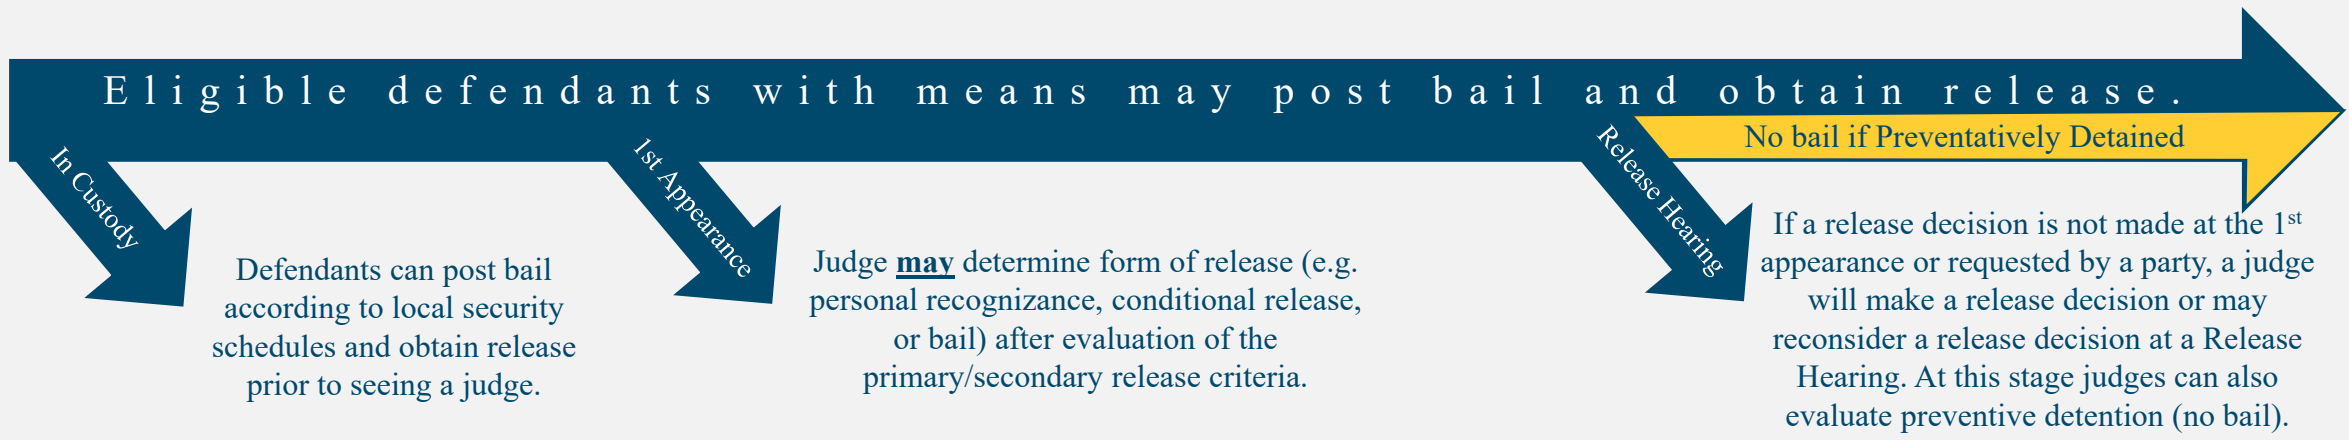 Eligible defendants with means may post bail and obtain release.
No bail if Preventatively Detained
In Custody
Defendants can post bail
according to local security
schedules and obtain release
prior to seeing a judge.
1st Appearance
Judge may determine form of release (e.g.
personal recognizance, conditional release,
or bail) after evaluation of the
primary/secondary release criteria.
Release Hearing
If a release decision is not made at the 1st
appearance or requested by a party, a judge
will make a release decision or may
reconsider a release decision at a Release
Hearing. At this stage judges can also
evaluate preventive detention (no bail).